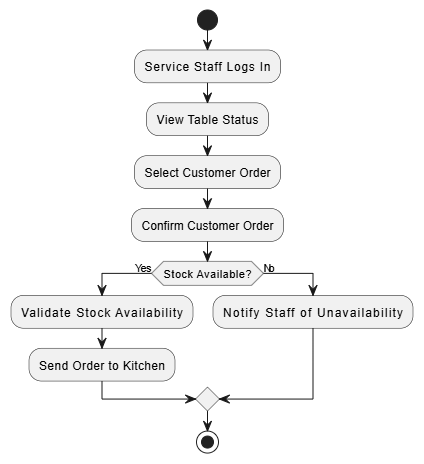 Service Staff Logs In
View Table Status
Select Customer Order
Confirm Customer Order
Yes
Stock Available?
No
Validate Stock Availability
Notify Staff of Unavailability
Send Order to Kitchen